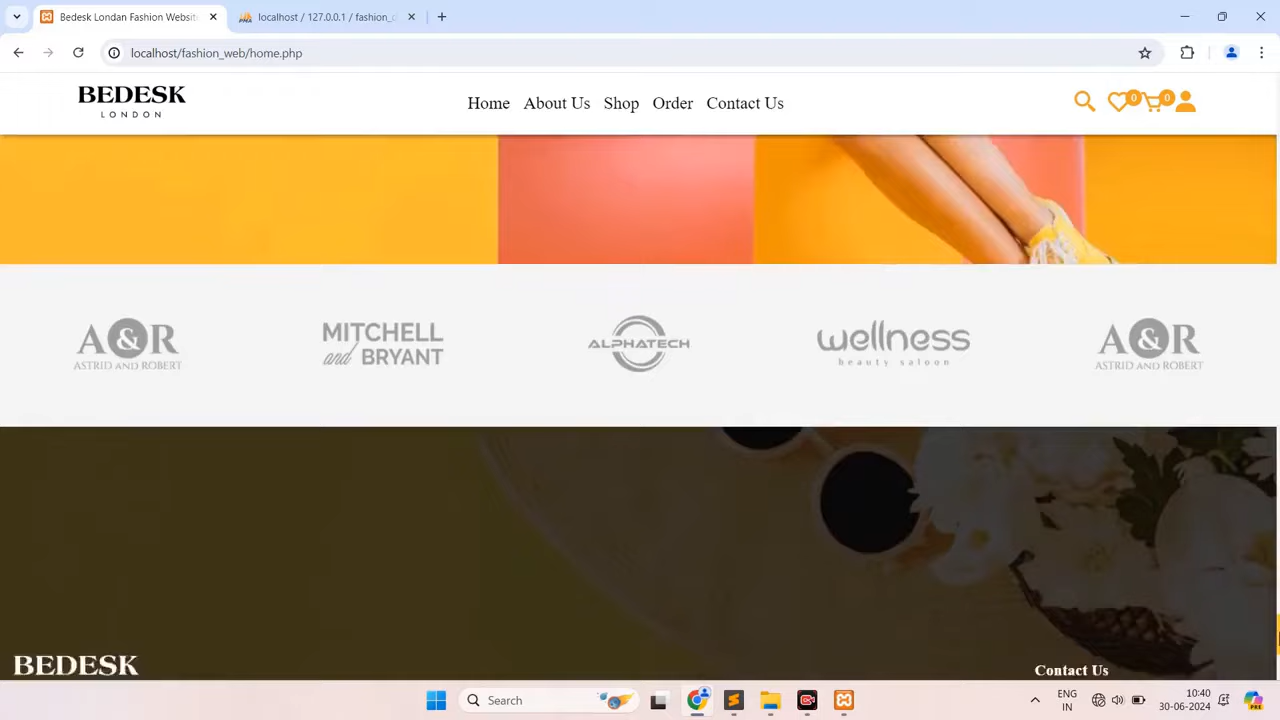 Bedesk Londan Fashion Websit
localhost / 127.0.0.1 / fashion_
localhost/fashion_web/home.php
BEDESK
LONDON
Home About Us Shop Order Contact Us
0 0
A&R
ASTRID AND ROBERT
MITCHELL
and BRYANT
ALPHATECH
wellness
beauty saloon
A&R
ASTRID AND ROBERT
BEDESK
Contact Us
Search
ENG
IN
10:40
30-06-2024